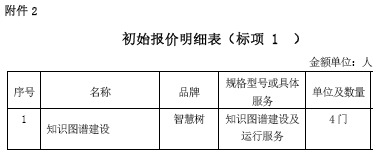 附件 2
初始报价明细表（标项 1 ）
金额单位：人
序号 名称 品牌 规格型号或具体服务 单位及数量
1 知识图谱建设 智慧树 知识图谱建设及运行服务 4 门